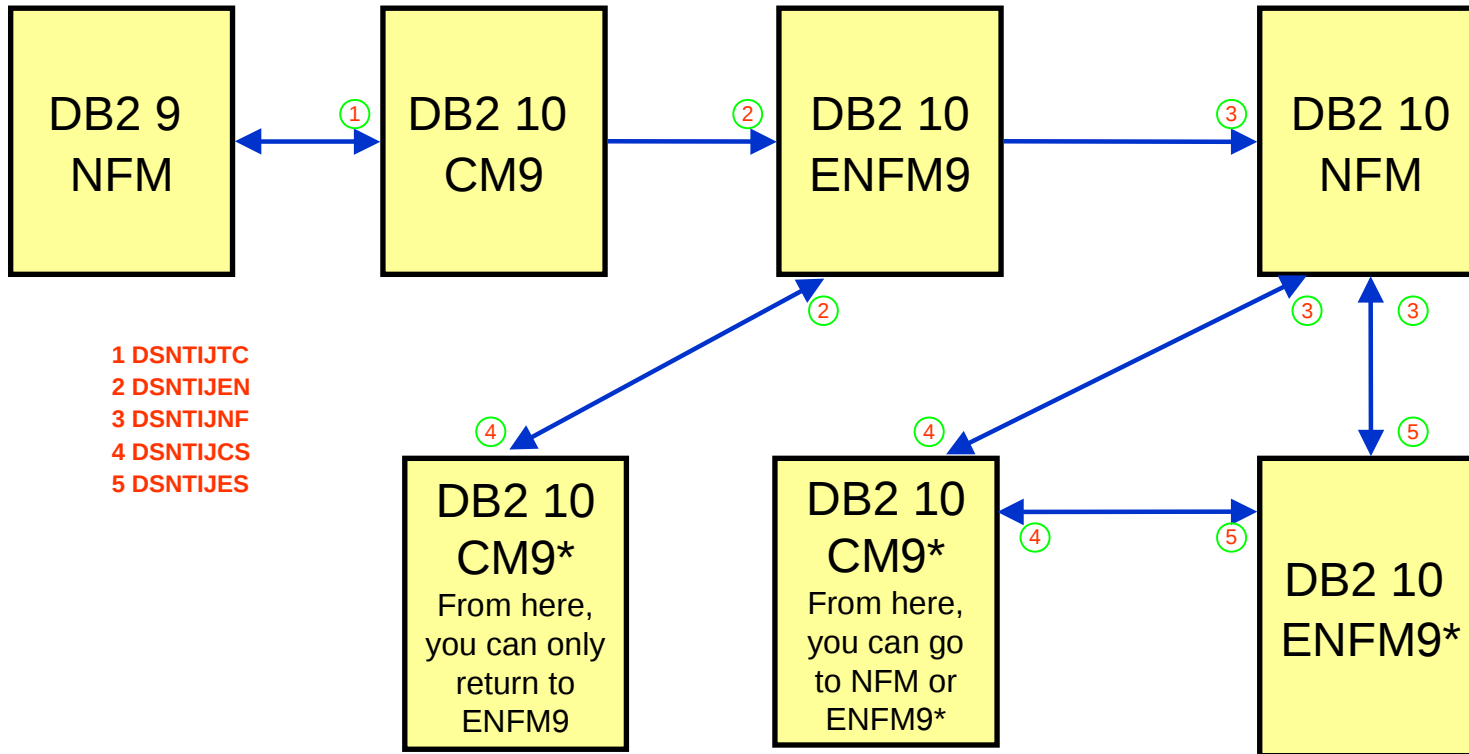 DB2 9
NFM
1
DB2 10
CM9
2
DB2 10
ENFM9
3
DB2 10
NFM
2
3
3
1 DSNTIJTC
2 DSNTIJEN
3 DSNTIJNF
4 DSNTIJCS
5 DSNTIJES
4
4
5
DB2 10
CM9*
From here,
you can only
return to
ENFM9
DB2 10
CM9*
From here,
you can go
to NFM or
ENFM9*
4
5
DB2 10
ENFM9*